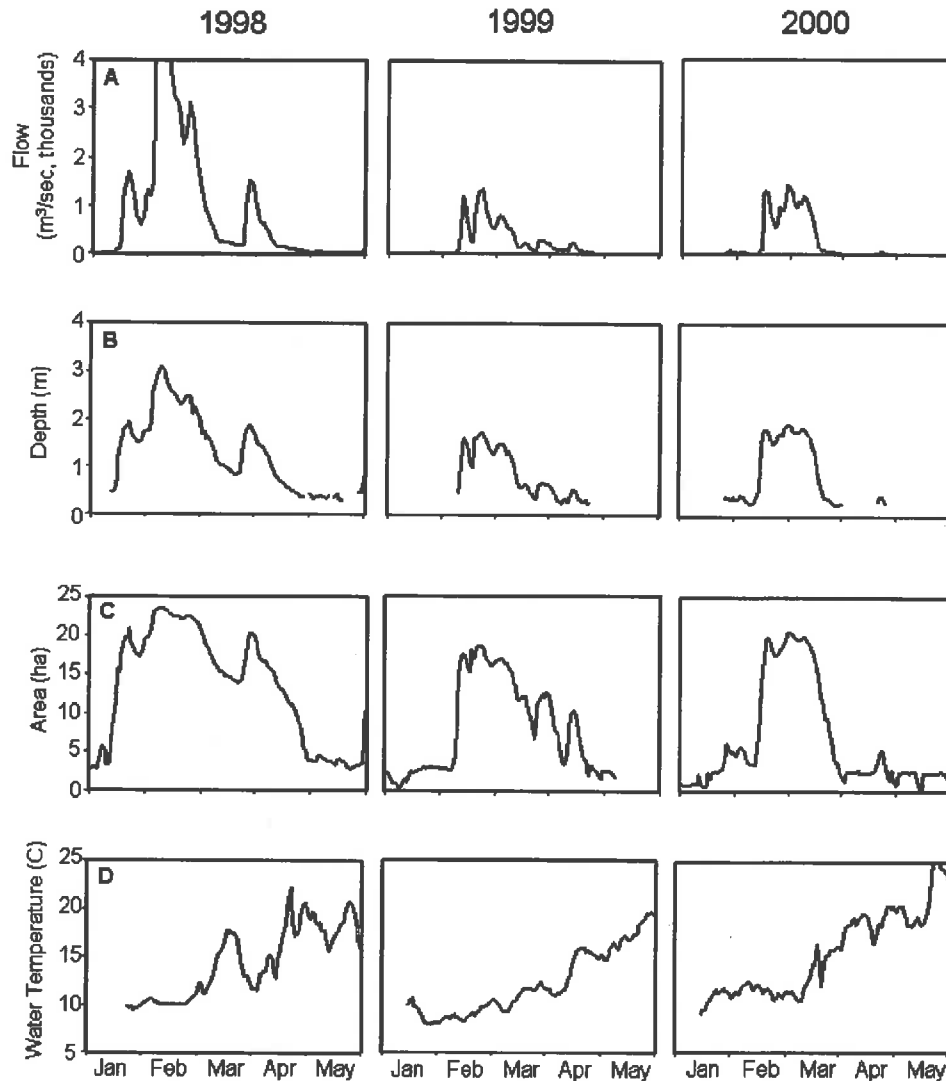 1998 1999 2000
A
Flow
(m³/sec, thousands)
4
3
2
1
0
B
Depth (m)
4
3
2
1
0
C
Area (ha)
25
20
15
10
5
0
D
Water Temperature (C)
25
20
15
10
5
Jan Feb Mar Apr May Jan Feb Mar Apr May Jan Feb Mar Apr May